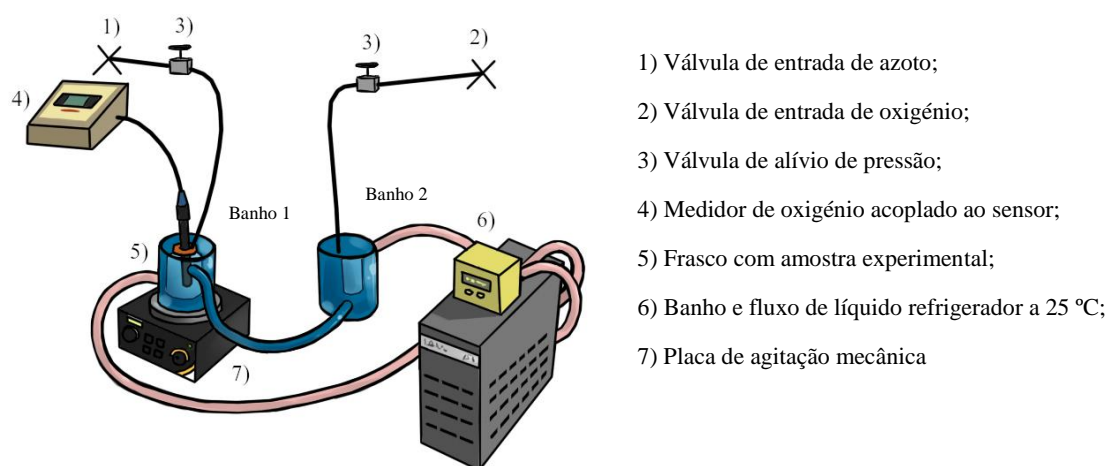 1)
3)
3)
2)
4)
Banho 1
Banho 2
5)
6)
7)
1) Válvula de entrada de azoto;
2) Válvula de entrada de oxigénio;
3) Válvula de alívio de pressão;
4) Medidor de oxigénio acoplado ao sensor;
5) Frasco com amostra experimental;
6) Banho e fluxo de líquido refrigerador a 25 ºC;
7) Placa de agitação mecânica